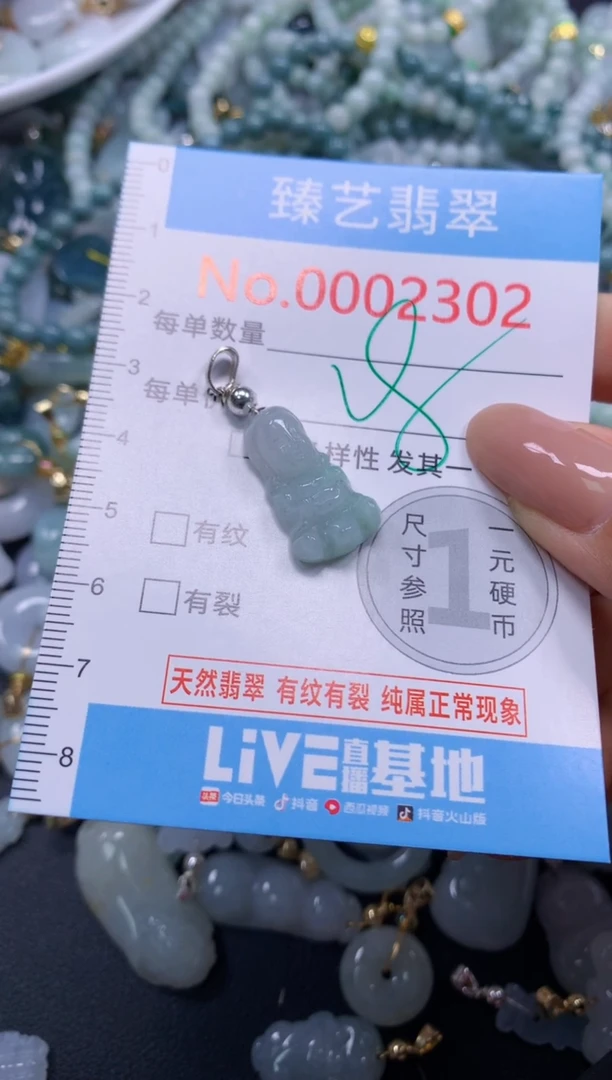 臻艺翡翠
No.0002302
每单数量
每单
样性 发其一
有纹
有裂
尺寸参照
1
一元硬币
天然翡翠 有纹有裂 纯属正常现象
LiVE直播基地
头条 今日头条 抖音 西瓜视频 抖音火山版
0
1
2
3
4
5
6
7
8